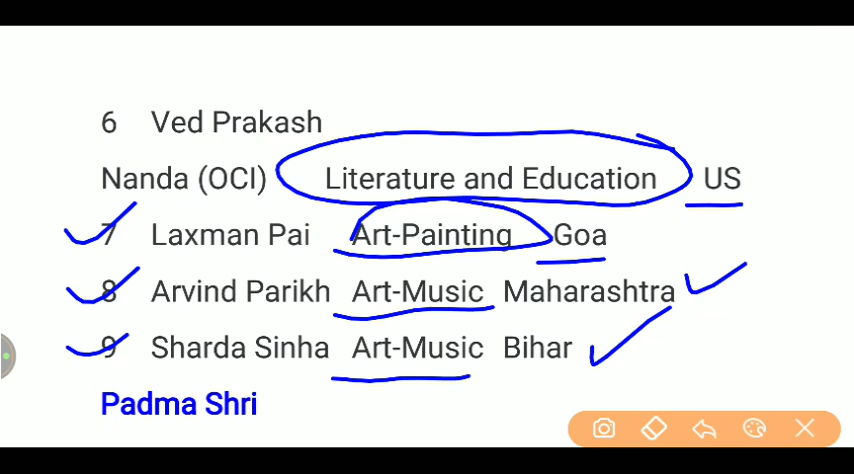 6 Ved Prakash
Nanda (OCI) Literature and Education US
7 Laxman Pai Art-Painting Goa
8 Arvind Parikh Art-Music Maharashtra
9 Sharda Sinha Art-Music Bihar
Padma Shri